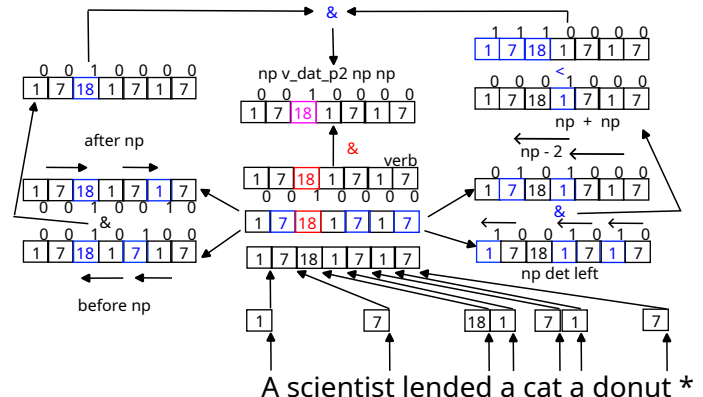 &
0 0 1 0 0 0 0
1 7 18 1 7 1 7
after np
1 7 18 1 7 1 7
0 0 1 0 0 1 0
&
0 0 1 0 1 0 0
1 7 18 1 7 1 7
before np
np v_dat_p2 np np
0 0 1 0 0 0 0
1 7 18 1 7 1 7
&
verb
1 7 18 1 7 1 7
0 0 1 0 0 0 0
1 7 18 1 7 1 7
1 7 18 1 7 1 7
1 1 1 0 0 0 0
1 7 18 1 7 1 7
<
0 0 0 1 0 0 0
1 7 18 1 7 1 7
np + np
np - 2
0 1 0 1 0 0 0
1 7 18 1 7 1 7
&
1 0 0 1 0 1 0
1 7 18 1 7 1 7
np det left
1 7 18 1 7 1 7
A scientist lended a cat a donut *